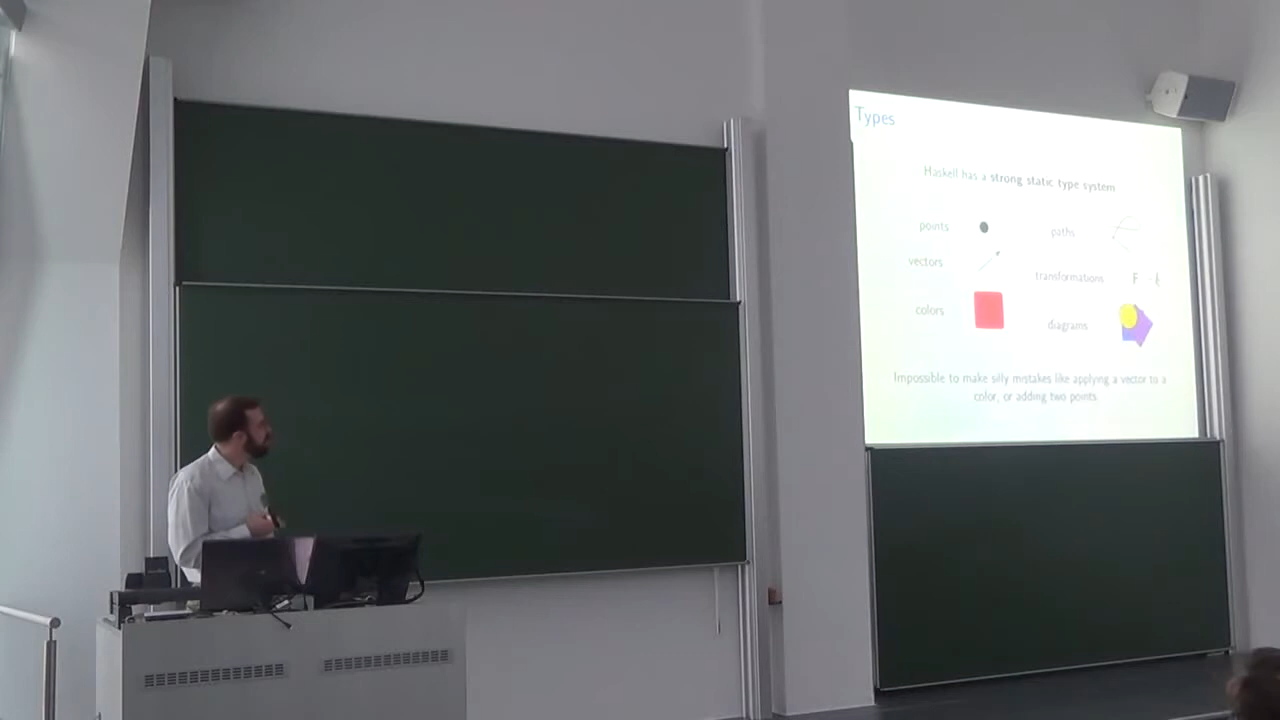 Types
Haskell has a strong static type system
points
paths
vectors
transformations
F
colors
diagrams
Impossible to make silly mistakes like applying a vector to a
color, or adding two points.